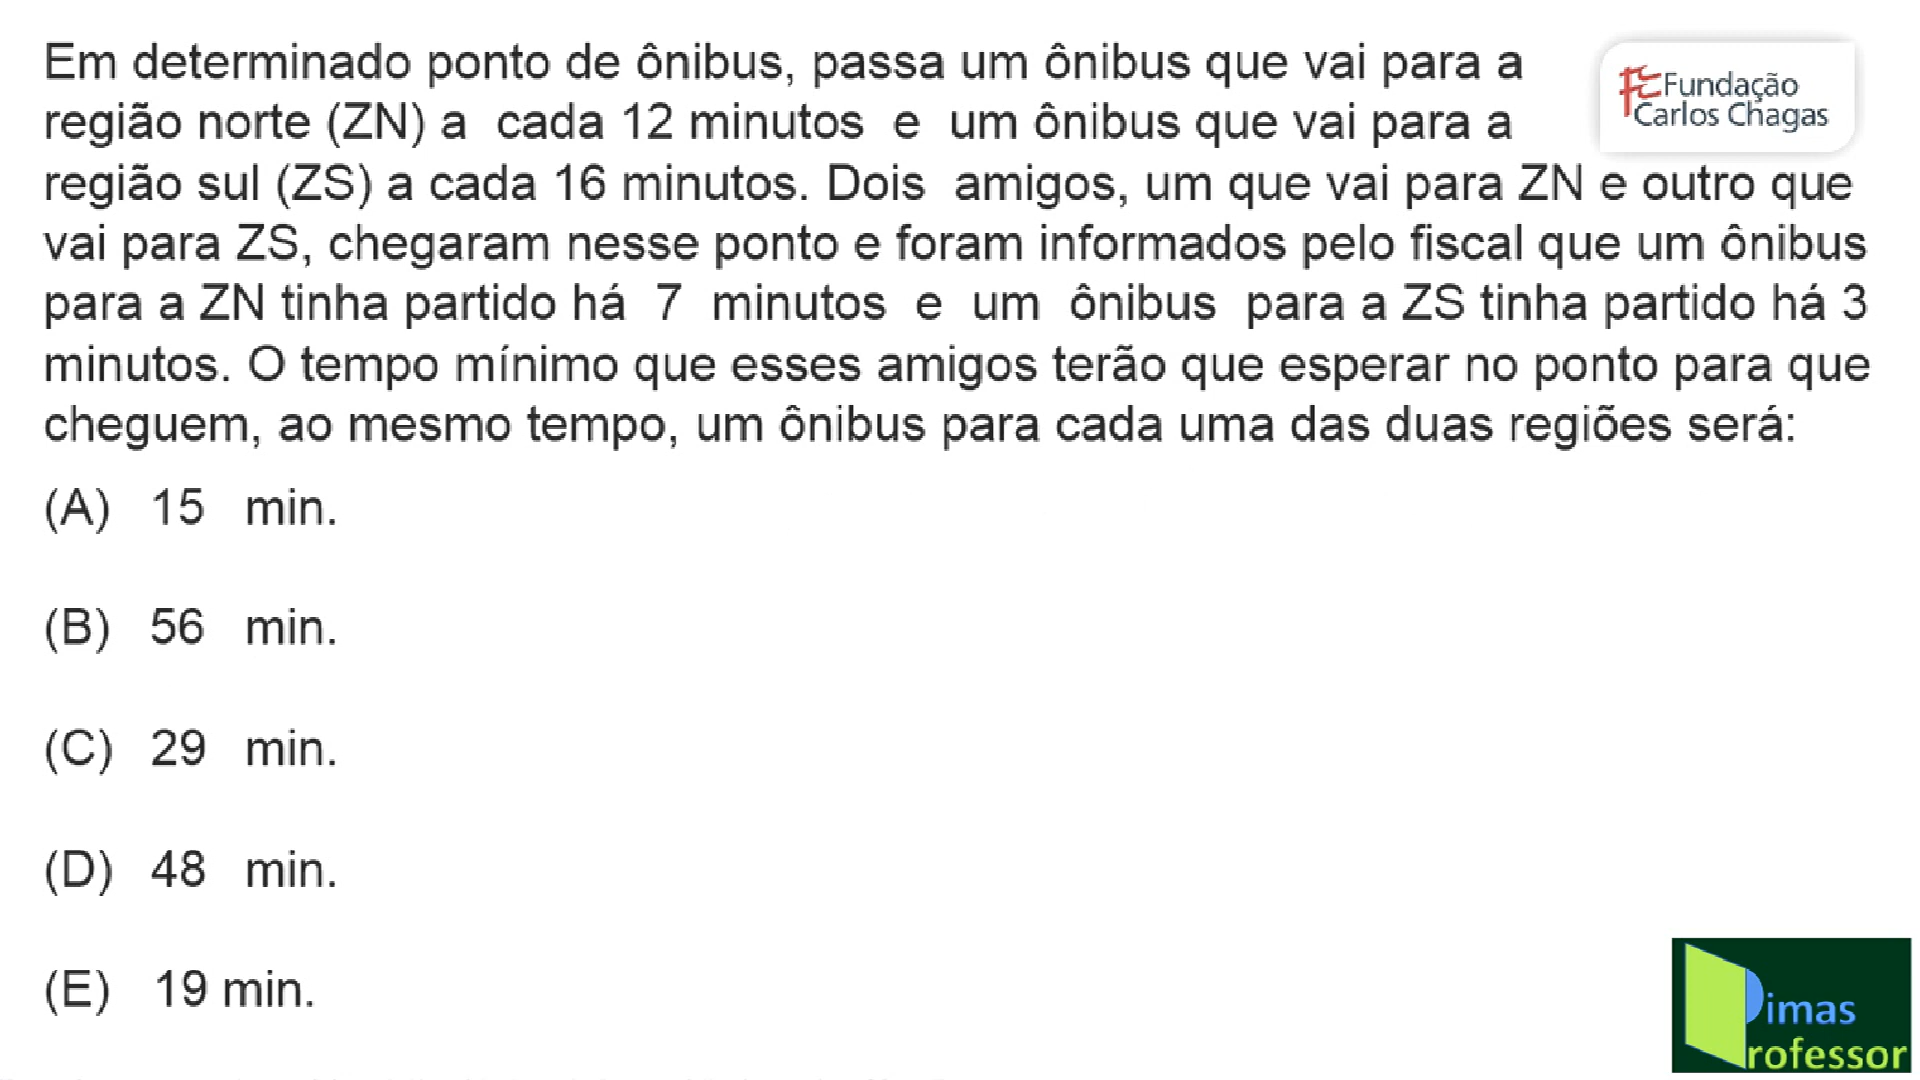 Em determinado ponto de ônibus, passa um ônibus que vai para a
região norte (ZN) a cada 12 minutos e um ônibus que vai para a
região sul (ZS) a cada 16 minutos. Dois amigos, um que vai para ZN e outro que
vai para ZS, chegaram nesse ponto e foram informados pelo fiscal que um ônibus
para a ZN tinha partido há 7 minutos e um ônibus para a ZS tinha partido há 3
minutos. O tempo mínimo que esses amigos terão que esperar no ponto para que
cheguem, ao mesmo tempo, um ônibus para cada uma das duas regiões será:
Fundação
Carlos Chagas
(A) 15 min.
(B) 56 min.
(C) 29 min.
(D) 48 min.
(E) 19 min.
Dimas
Professor